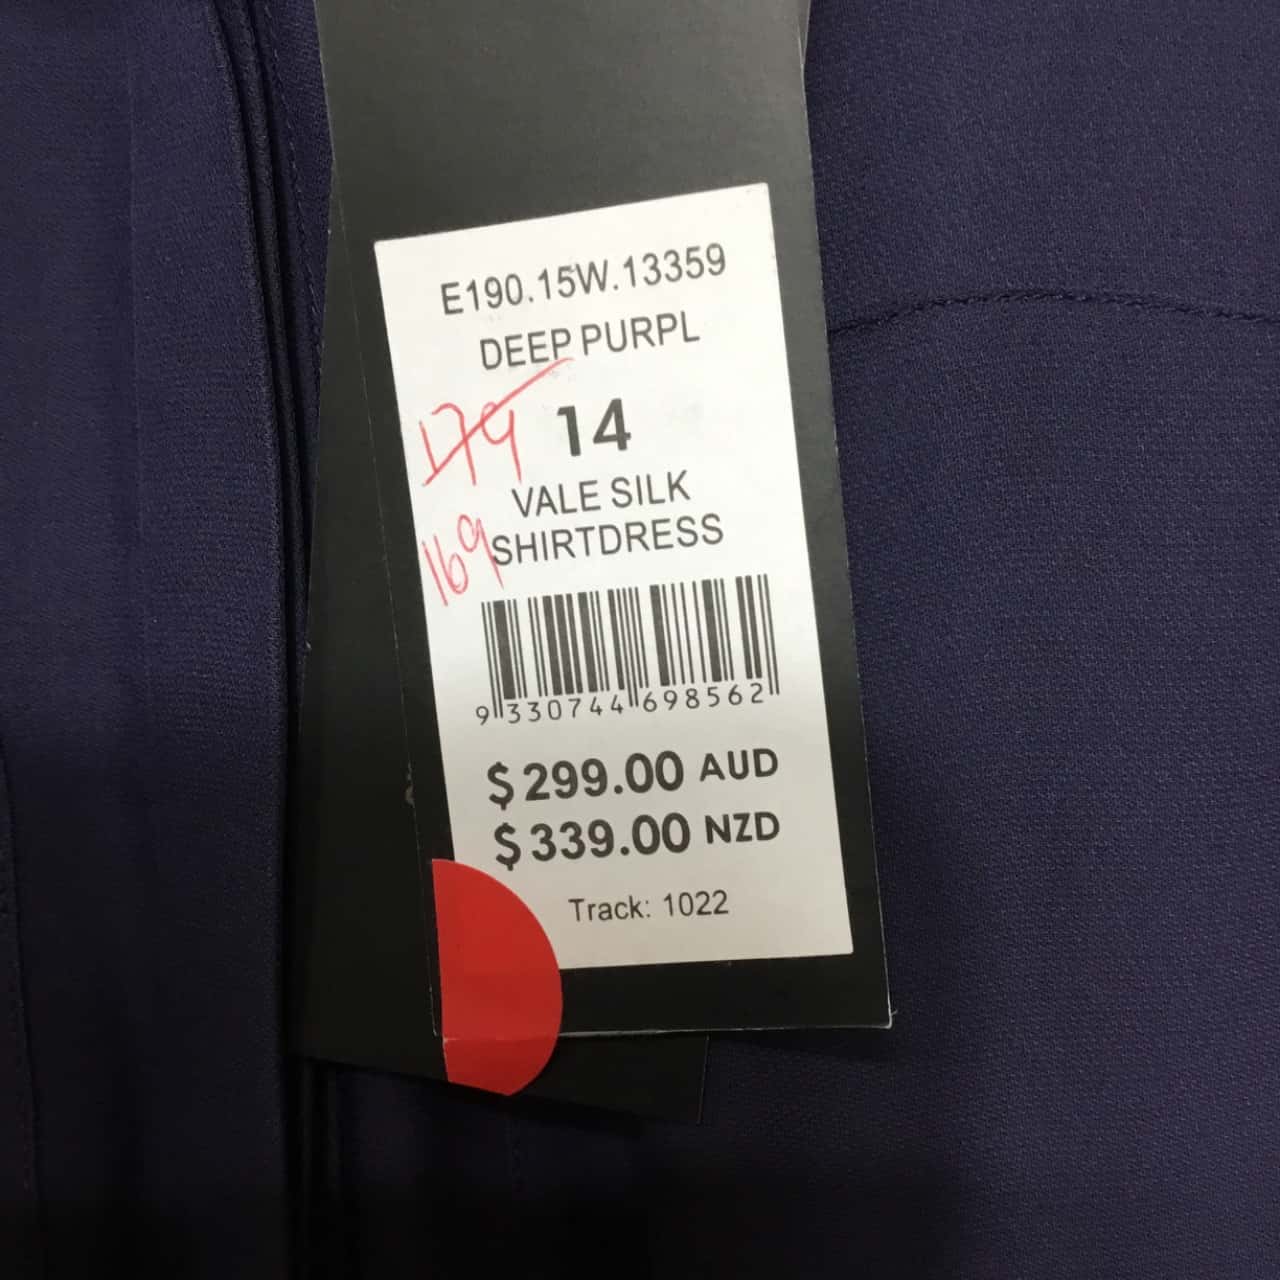 E190.15W.13359
DEEP PURPL
179
14
VALE SILK
169
SHIRTDRESS
9 330744 698562
$299.00 AUD
$339.00 NZD
Track: 1022